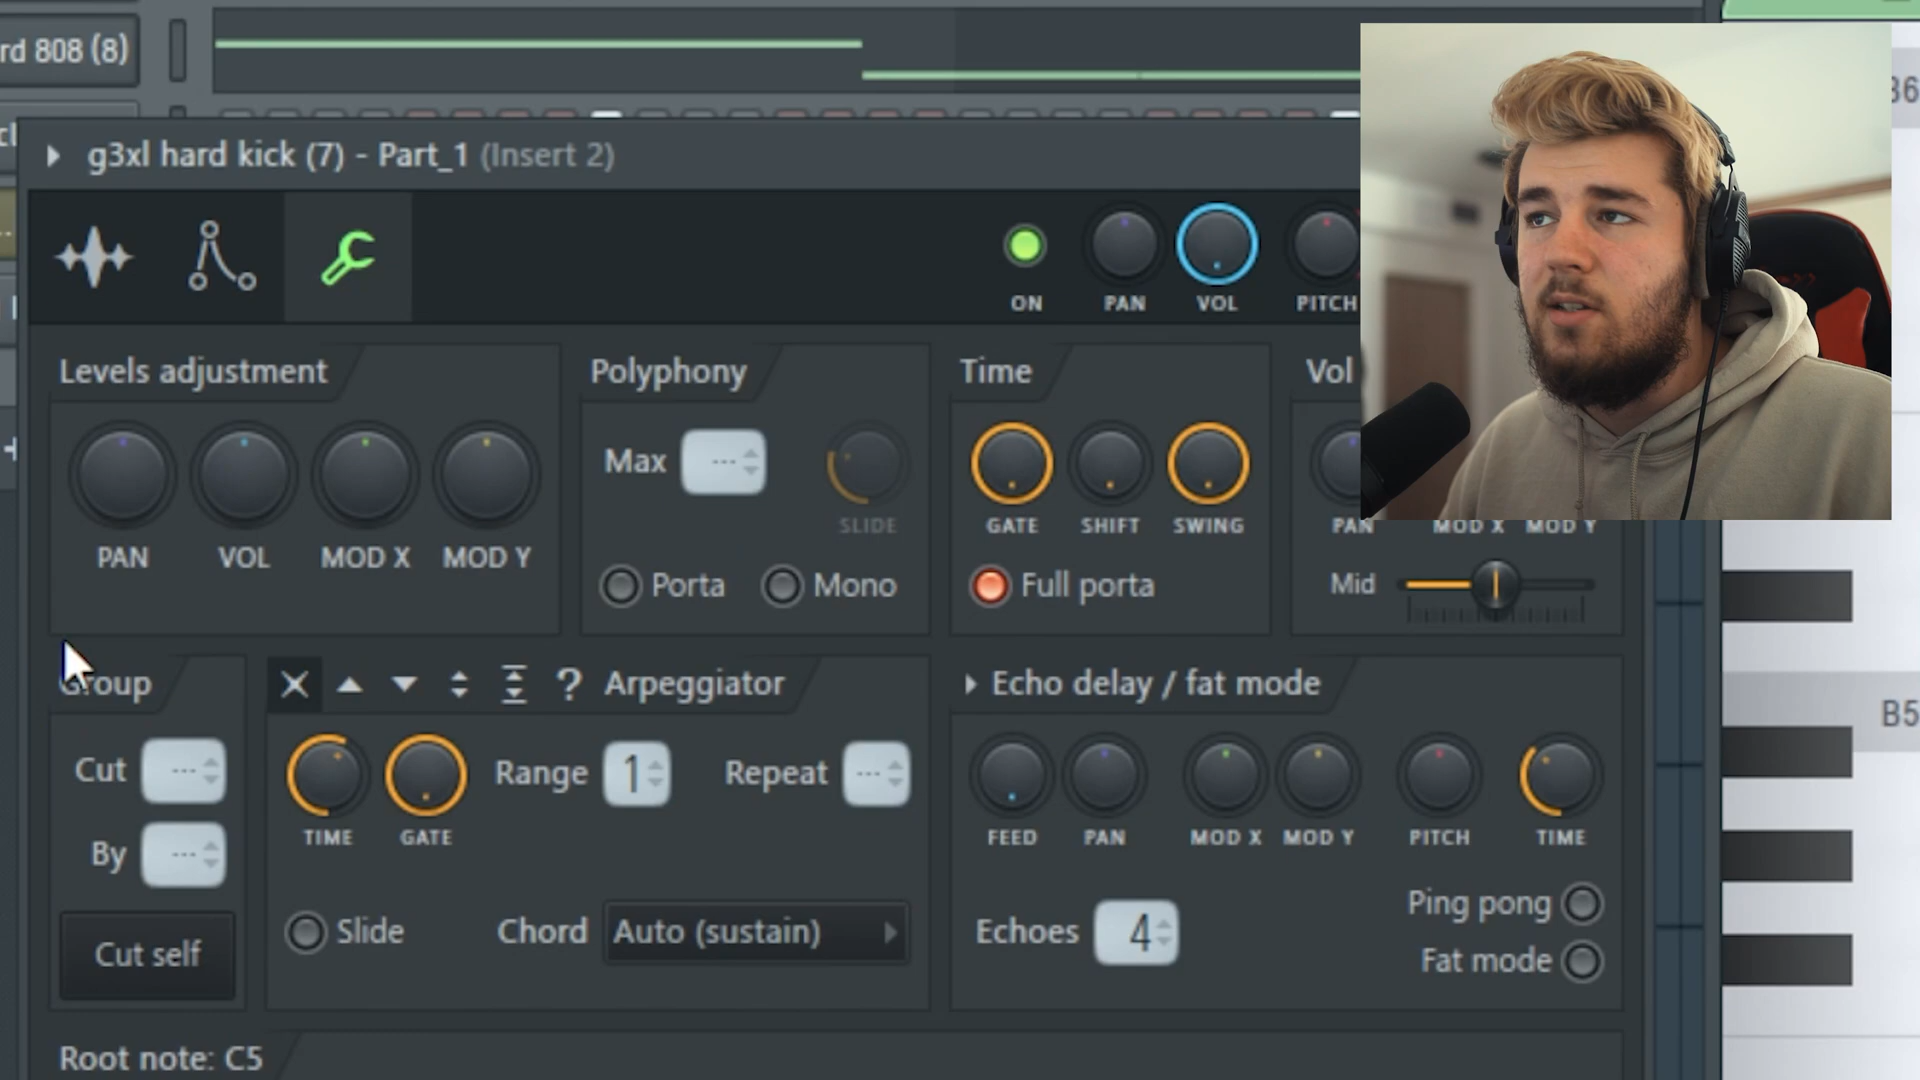 rd 808 (8)
g3xl hard kick (7) - Part_1 (Insert 2)
ON PAN VOL PITCH
Levels adjustment
PAN VOL MOD X MOD Y
Polyphony
Max ---
SLIDE
Porta Mono
Time
GATE SHIFT SWING
Full porta
Vol
PAN MOD X MOD Y
Mid
Group
Cut ---
By ---
Cut self
? Arpeggiator
TIME GATE
Range 1 Repeat ---
Slide
Chord Auto (sustain)
Echo delay / fat mode
FEED PAN MOD X MOD Y PITCH TIME
Echoes 4
Ping pong
Fat mode
Root note: C5
B5